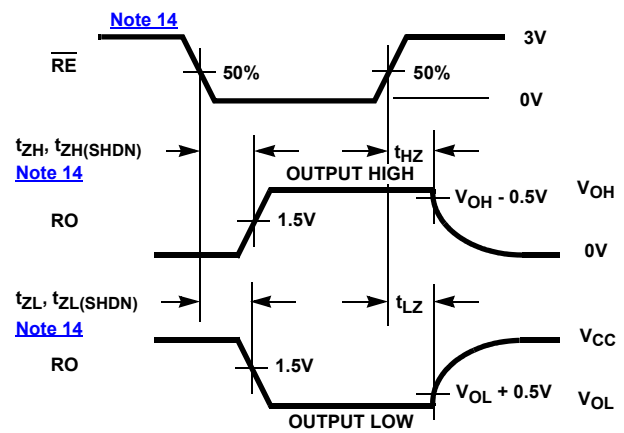 Note 14
3V
RE
50%
50%
0V
tZH, tZH(SHDN)
tHZ
Note 14
OUTPUT HIGH
VOH - 0.5V
VOH
RO
1.5V
0V
tZL, tZL(SHDN)
tLZ
Note 14
VCC
RO
1.5V
VOL + 0.5V
VOL
OUTPUT LOW